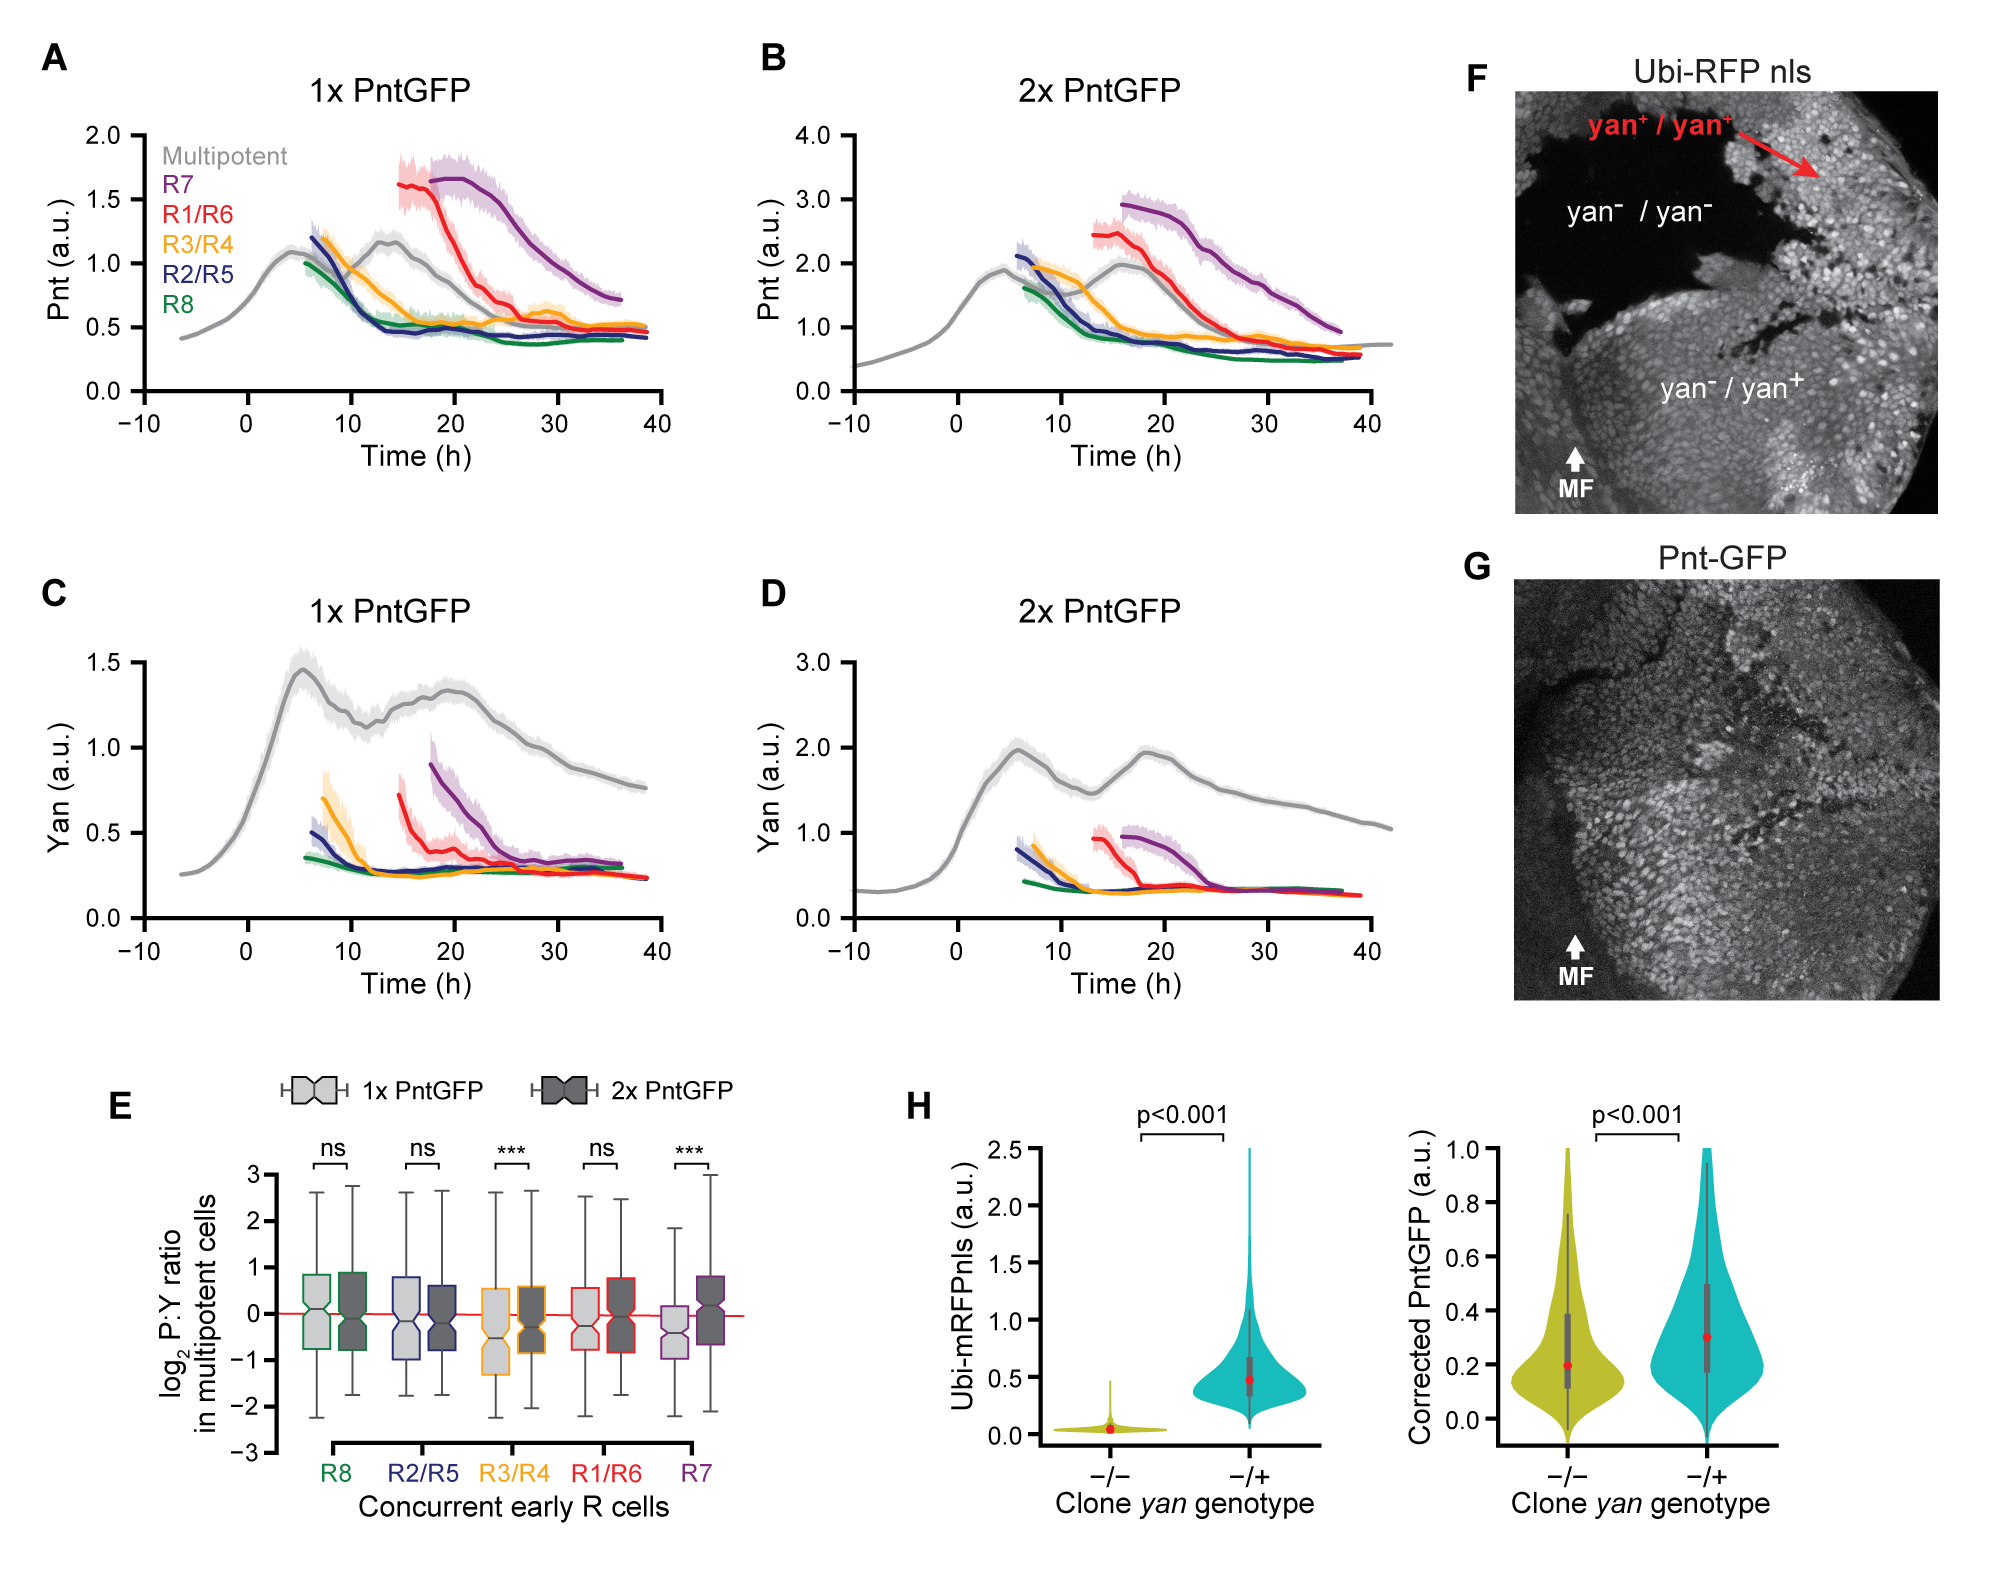 A
1x PntGFP
Pnt (a.u.)
2.0
1.5
1.0
0.5
0.0
Multipotent
R7
R1/R6
R3/R4
R2/R5
R8
−10 0 10 20 30 40
Time (h)
B
2x PntGFP
Pnt (a.u.)
4.0
3.0
2.0
1.0
0.0
−10 0 10 20 30 40
Time (h)
F
Ubi-RFP nls
yan+ / yan+
yan- / yan-
yan- / yan+
MF
C
1x PntGFP
Yan (a.u.)
1.5
1.0
0.5
0.0
−10 0 10 20 30 40
Time (h)
D
2x PntGFP
Yan (a.u.)
3.0
2.0
1.0
0.0
−10 0 10 20 30 40
Time (h)
G
Pnt-GFP
MF
E
1x PntGFP 2x PntGFP
ns ns *** ns ***
log2 P:Y ratio
in multipotent cells
3
2
1
0
−1
−2
−3
R8 R2/R5 R3/R4 R1/R6 R7
Concurrent early R cells
H
p<0.001
Ubi-mRFPnls (a.u.)
2.5
2.0
1.5
1.0
0.5
0.0
−/− −/+
Clone yan genotype
p<0.001
Corrected PntGFP (a.u.)
1.0
0.8
0.6
0.4
0.2
0.0
−/− −/+
Clone yan genotype